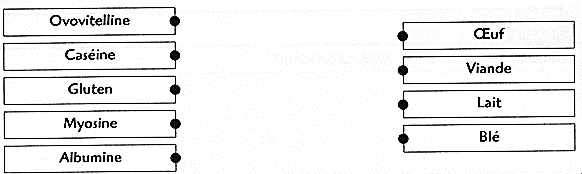 Ovovitelline
Caséine
Gluten
Myosine
Albumine
Œuf
Viande
Lait
Blé